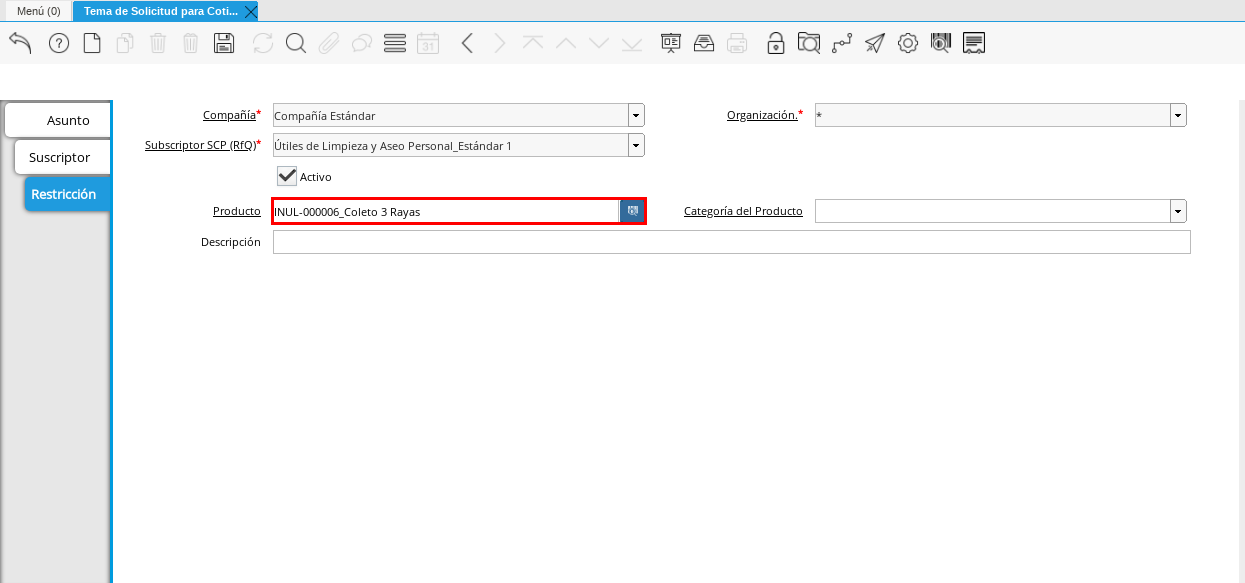 Menú (0)
Tema de Solicitud para Coti...
31
Asunto
Suscriptor
Restricción
Compañía*
Compañía Estándar
Organización.*
*
Subscriptor SCP (RfQ)*
Útiles de Limpieza y Aseo Personal_Estándar 1
Activo
Producto
INUL-000006_Coleto 3 Rayas
Categoría del Producto
Descripción